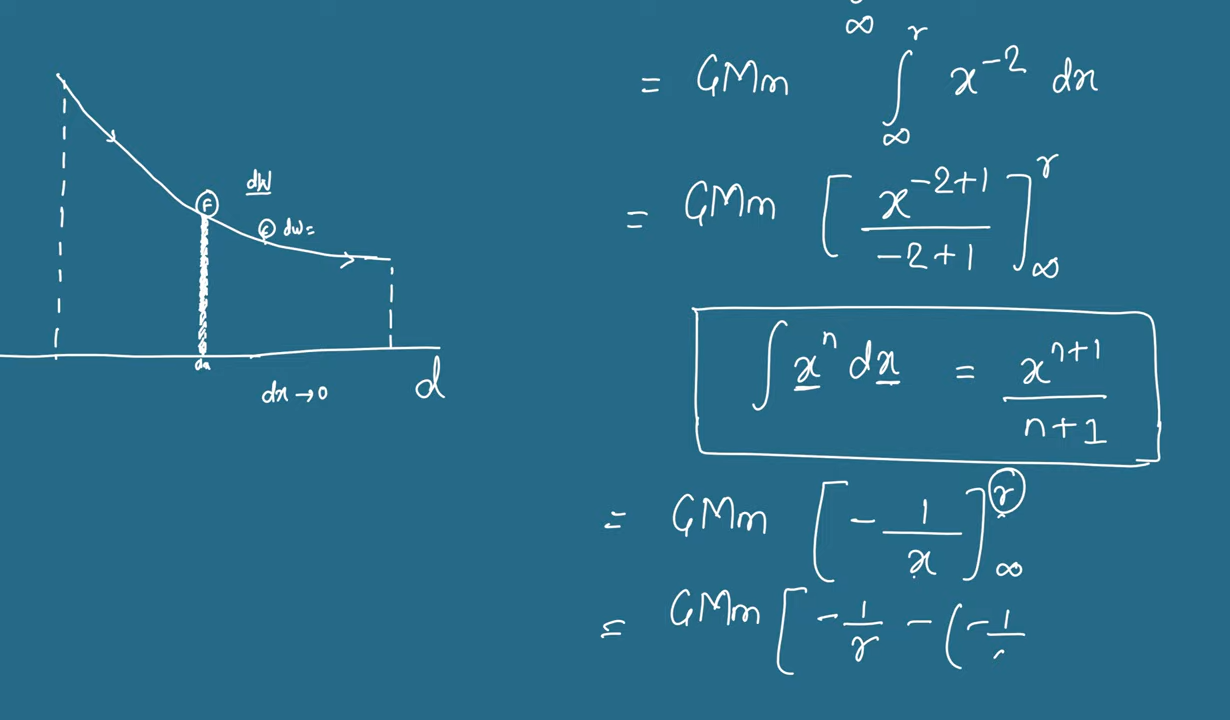 ∞
= GMm ∫_∞^r x^{-2} dx
= GMm [ x^{-2+1} / -2+1 ]_∞^r
∫ x^n dx = x^{n+1} / n+1
= GMm [ - 1/x ]_∞^r
= GMm [ - 1/r - ( - 1/
dW
F
F dw=
dx
dx → 0
d